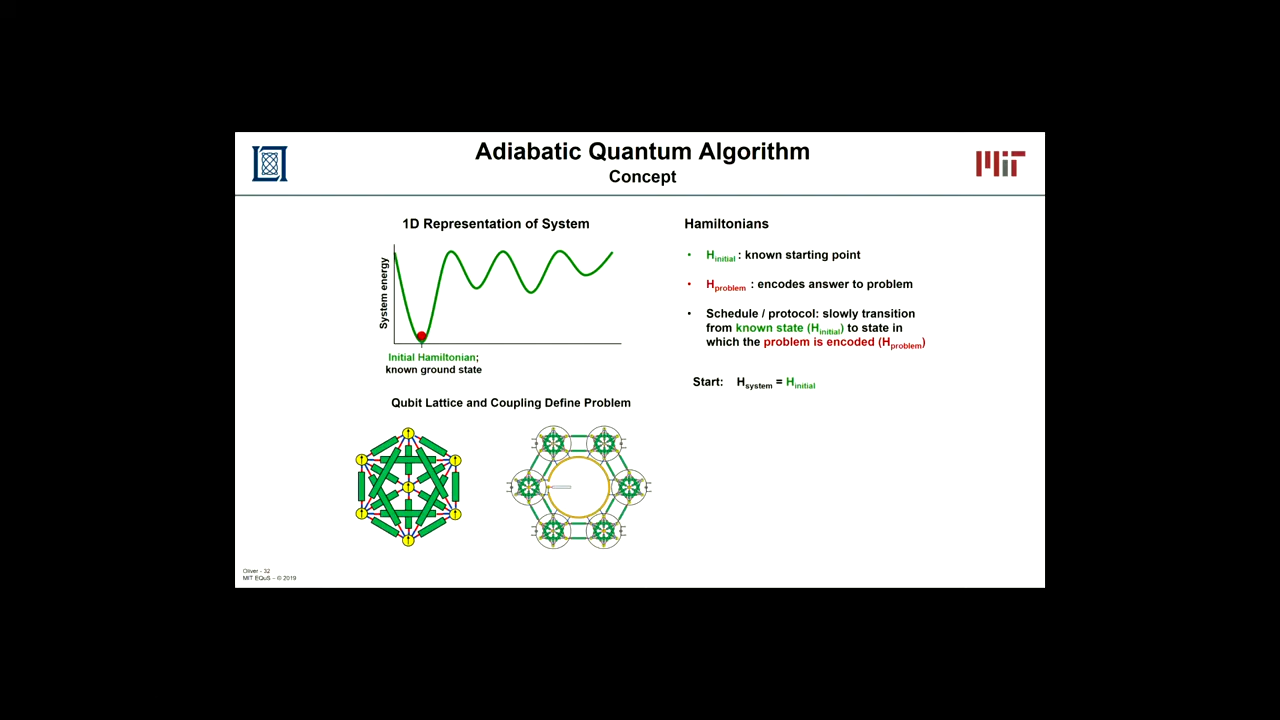 Adiabatic Quantum Algorithm
Concept
MIT
1D Representation of System
System energy
Initial Hamiltonian;
known ground state
Qubit Lattice and Coupling Define Problem
Hamiltonians
• Hinitial : known starting point
• Hproblem : encodes answer to problem
• Schedule / protocol: slowly transition
from known state (Hinitial) to state in
which the problem is encoded (Hproblem)
Start: Hsystem = Hinitial
Oliver - 32
MIT EQuS – © 2019